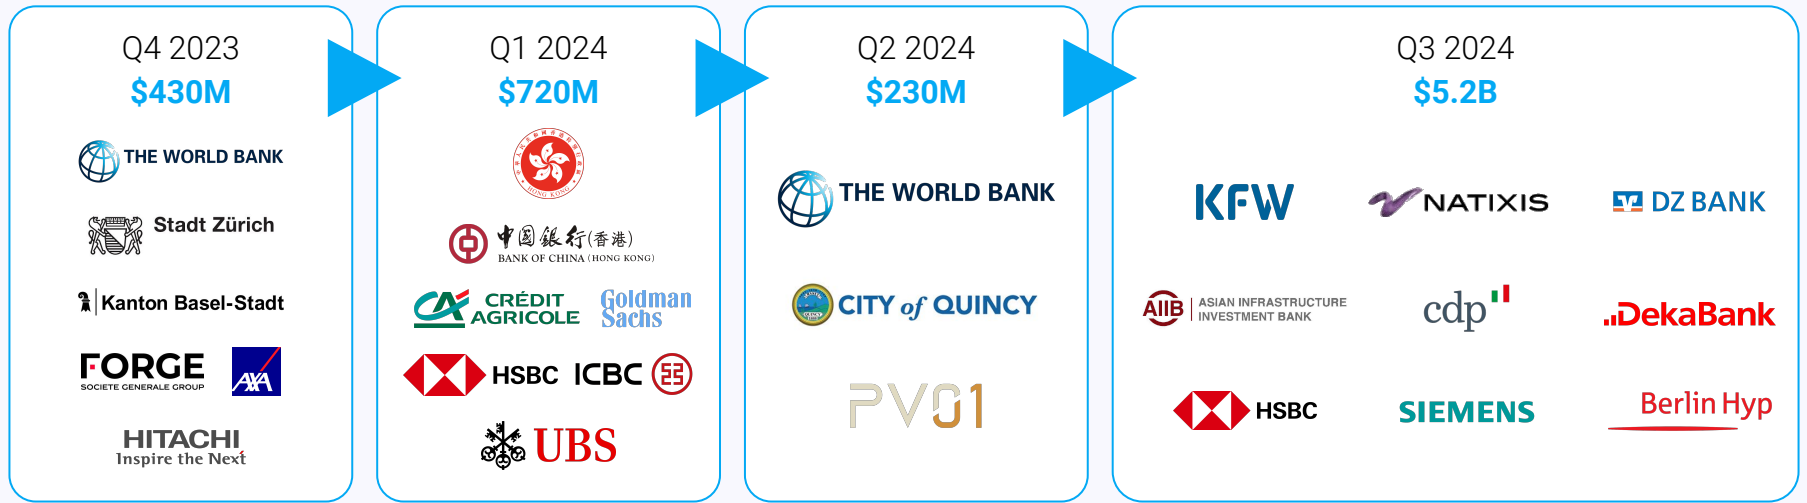 Q4 2023
$430M
THE WORLD BANK
Stadt Zürich
Kanton Basel-Stadt
FORGE
SOCIETE GENERALE GROUP
AXA
HITACHI
Inspire the Next
Q1 2024
$720M
HONG KONG
中國銀行(香港)
BANK OF CHINA (HONG KONG)
CRÉDIT
AGRICOLE
Goldman
Sachs
HSBC
ICBC
UBS
Q2 2024
$230M
THE WORLD BANK
QUINCY
CITY of QUINCY
PV01
Q3 2024
$5.2B
KFW
NATIXIS
DZ BANK
AIIB
ASIAN INFRASTRUCTURE
INVESTMENT BANK
cdp
DekaBank
HSBC
SIEMENS
Berlin Hyp